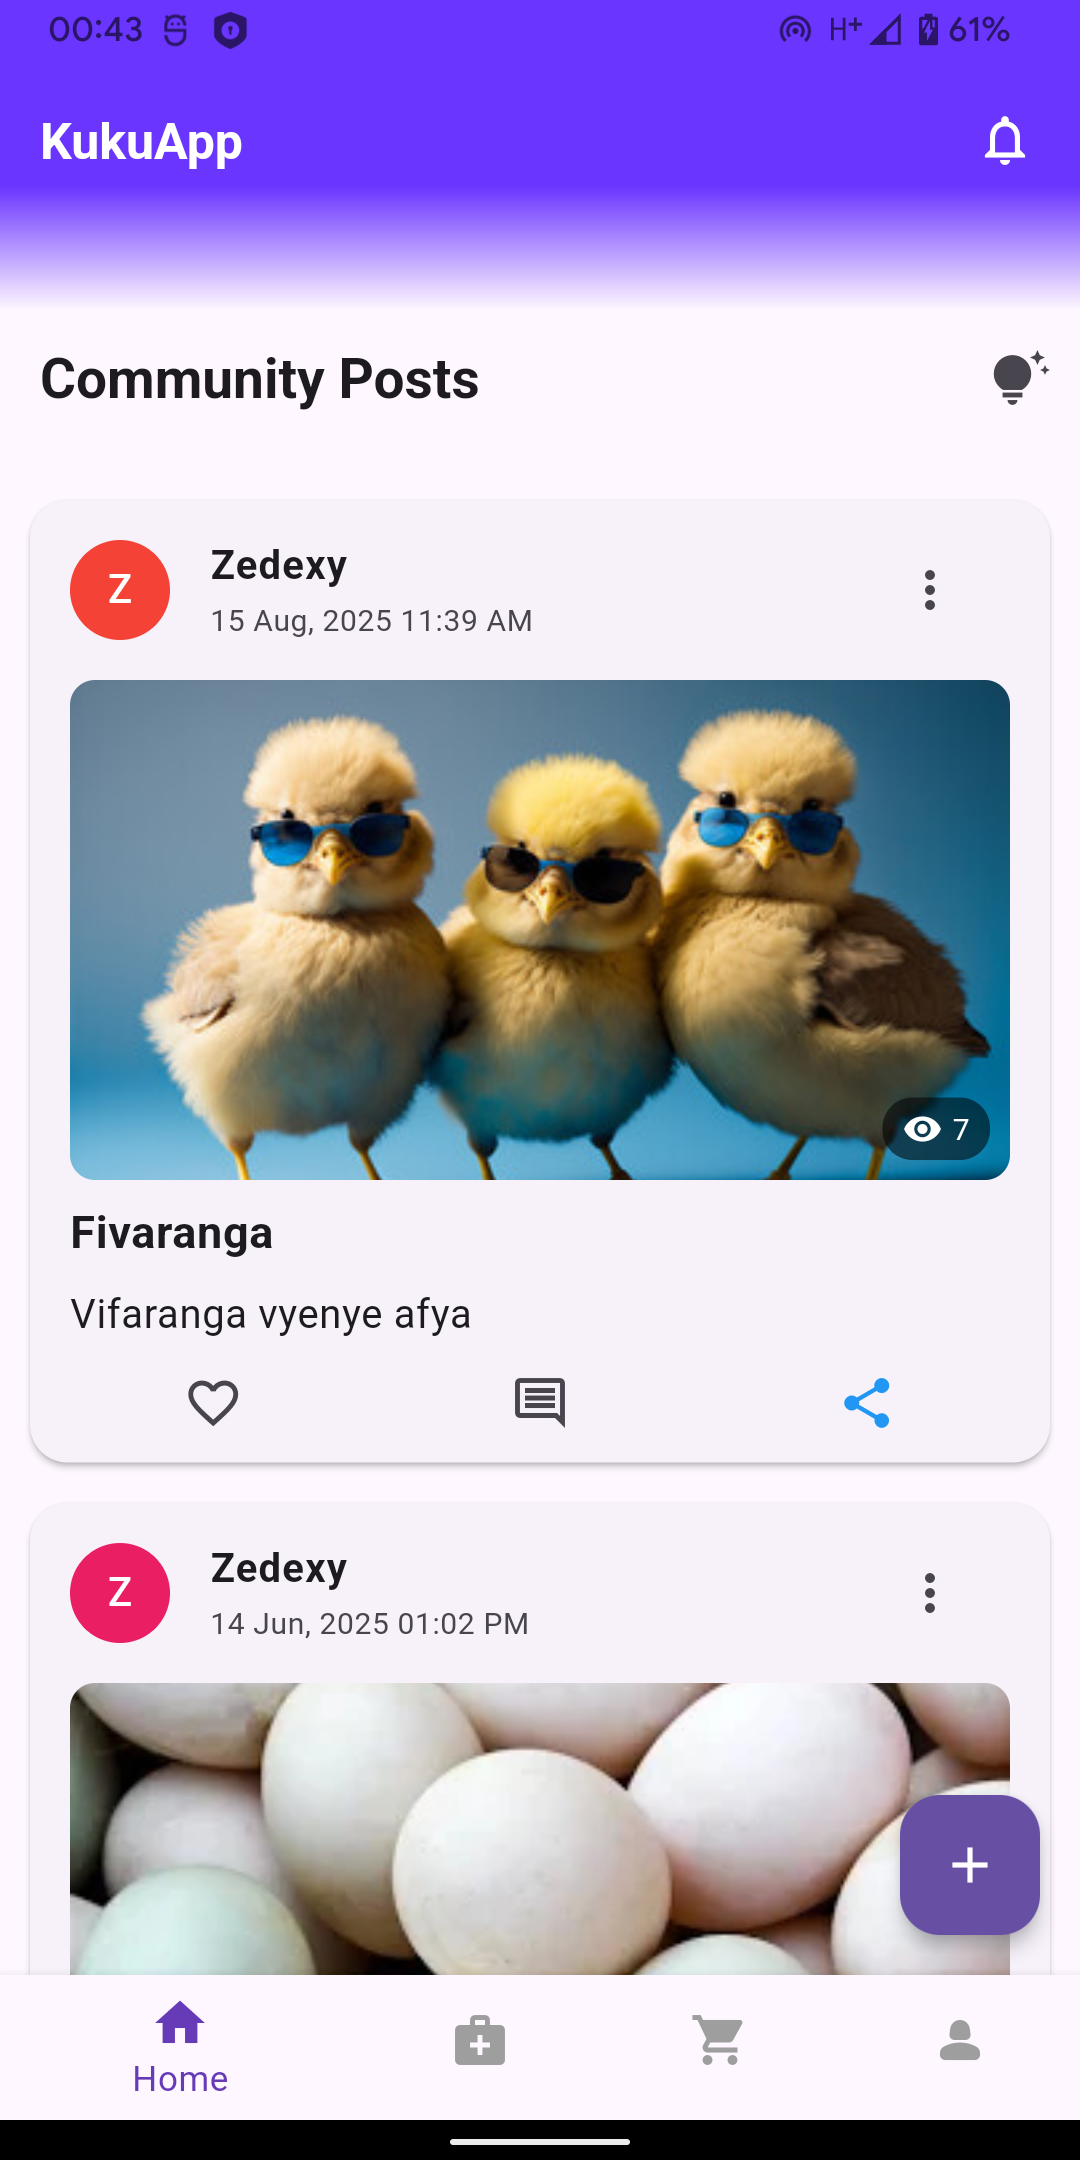 00:43 H+ 61%
KukuApp
Community Posts
Z Zedexy
15 Aug, 2025 11:39 AM
7
Fivaranga
Vifaranga vyenye afya
Z Zedexy
14 Jun, 2025 01:02 PM
Home